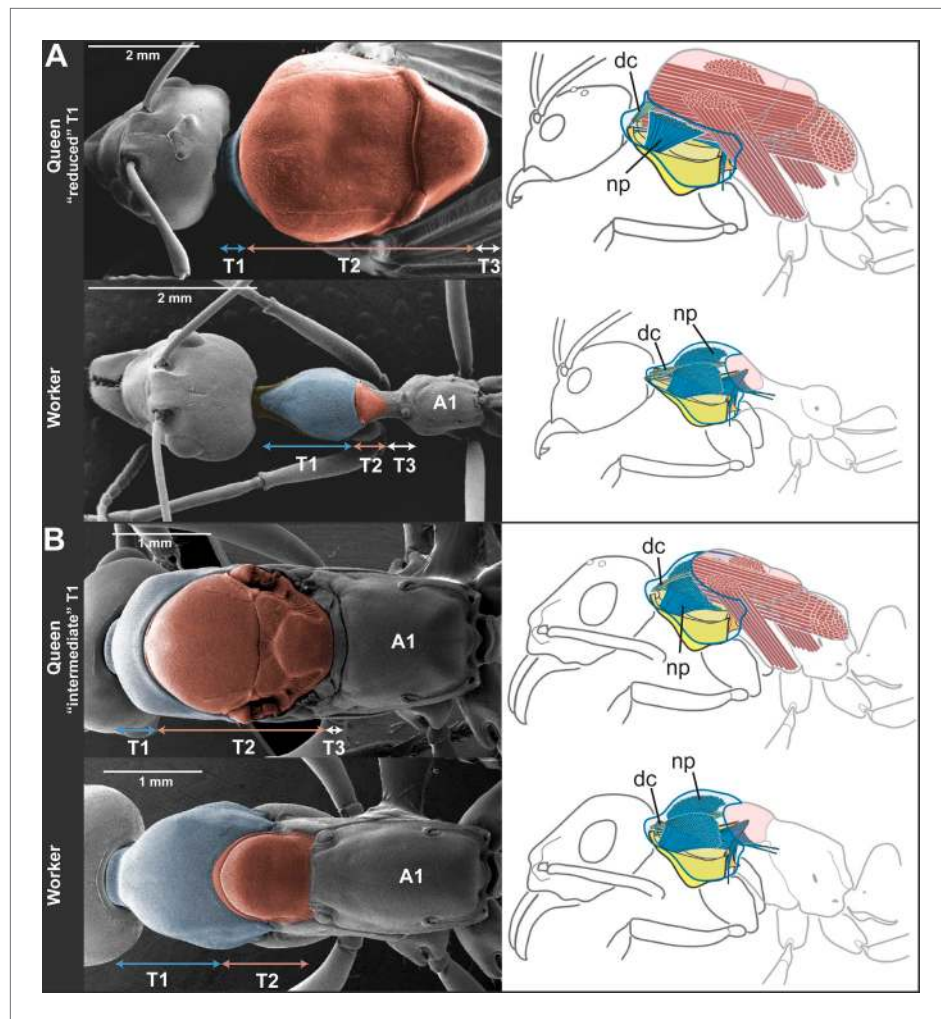 A
Queen
"reduced" T1
2 mm
T1
T2
T3
dc
np
Worker
2 mm
A1
T1
T2
T3
np
dc
B
Queen
"intermediate" T1
1 mm
A1
T1
T2
T3
dc
np
Worker
1 mm
A1
T1
T2
np
dc